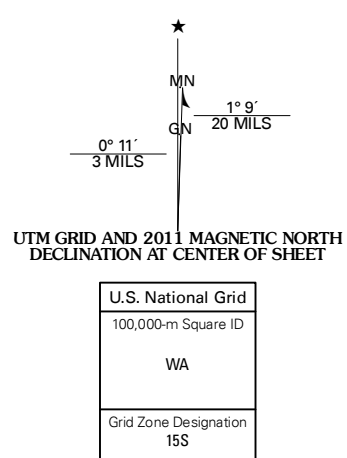 MN
1° 9´
20 MILS
GN
0° 11´
3 MILS
UTM GRID AND 2011 MAGNETIC NORTH
DECLINATION AT CENTER OF SHEET
U.S. National Grid
100,000-m Square ID
WA
Grid Zone Designation
15S